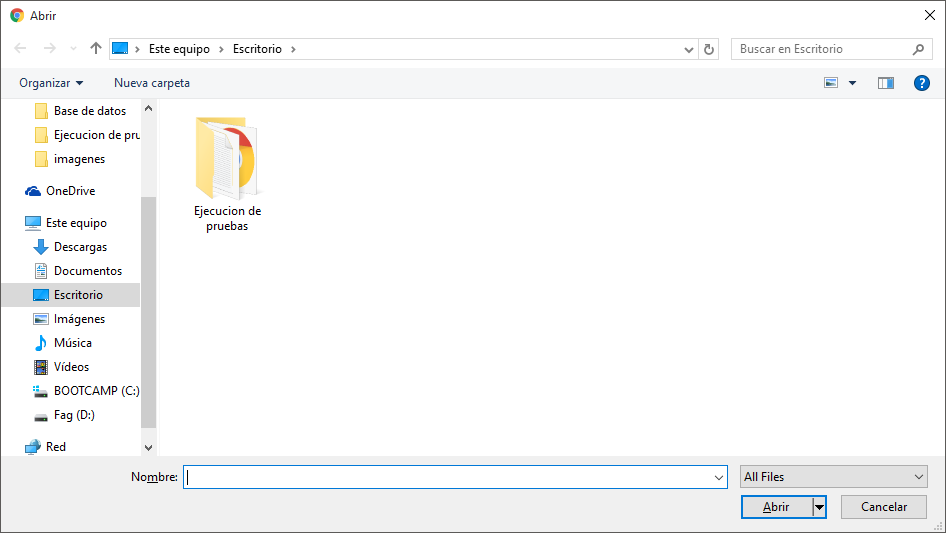 Abrir
Este equipo
Escritorio
Buscar en Escritorio
Organizar
Nueva carpeta
Base de datos
Ejecucion de pru
imagenes
OneDrive
Este equipo
Descargas
Documentos
Escritorio
Imágenes
Música
Vídeos
BOOTCAMP (C:)
Fag (D:)
Red
Ejecucion de
pruebas
Nombre:
All Files
Abrir
Cancelar